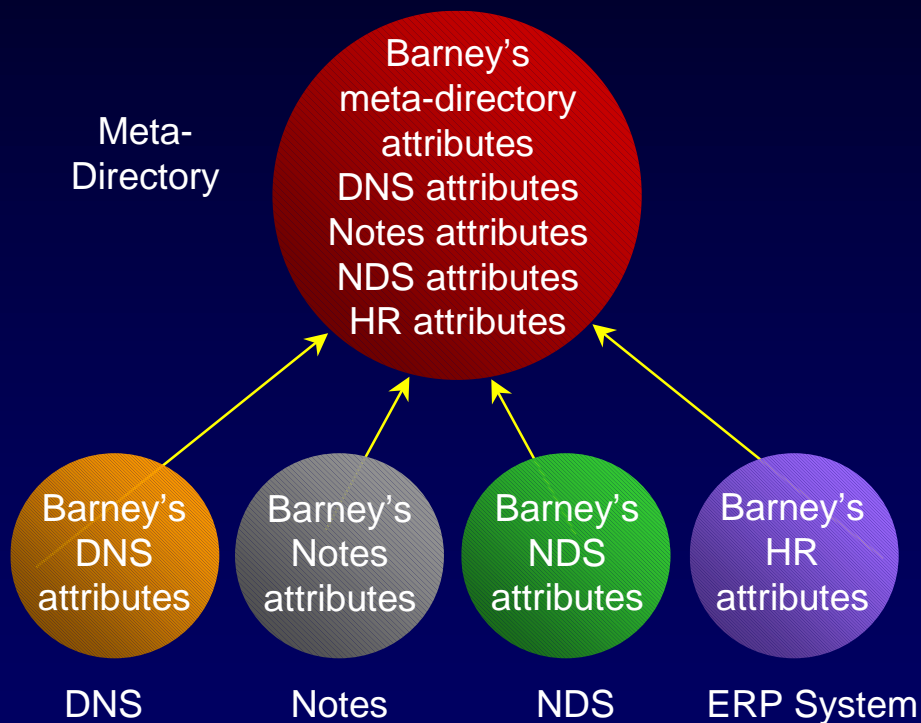 Barney’s
meta-directory
attributes
DNS attributes
Notes attributes
NDS attributes
HR attributes
Meta-
Directory
Barney’s
DNS
attributes
Barney’s
Notes
attributes
Barney’s
NDS
attributes
Barney’s
HR
attributes
DNS
Notes
NDS
ERP System